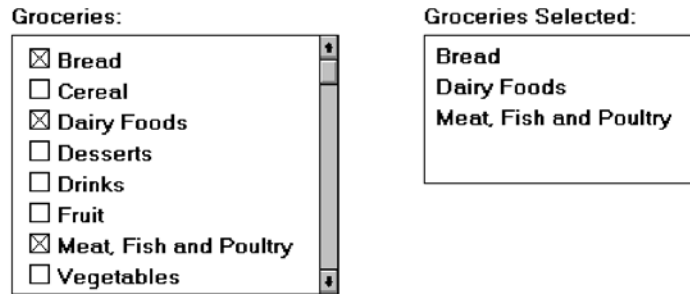 Groceries:
Bread
Cereal
Dairy Foods
Desserts
Drinks
Fruit
Meat, Fish and Poultry
Vegetables
Groceries Selected:
Bread
Dairy Foods
Meat, Fish and Poultry